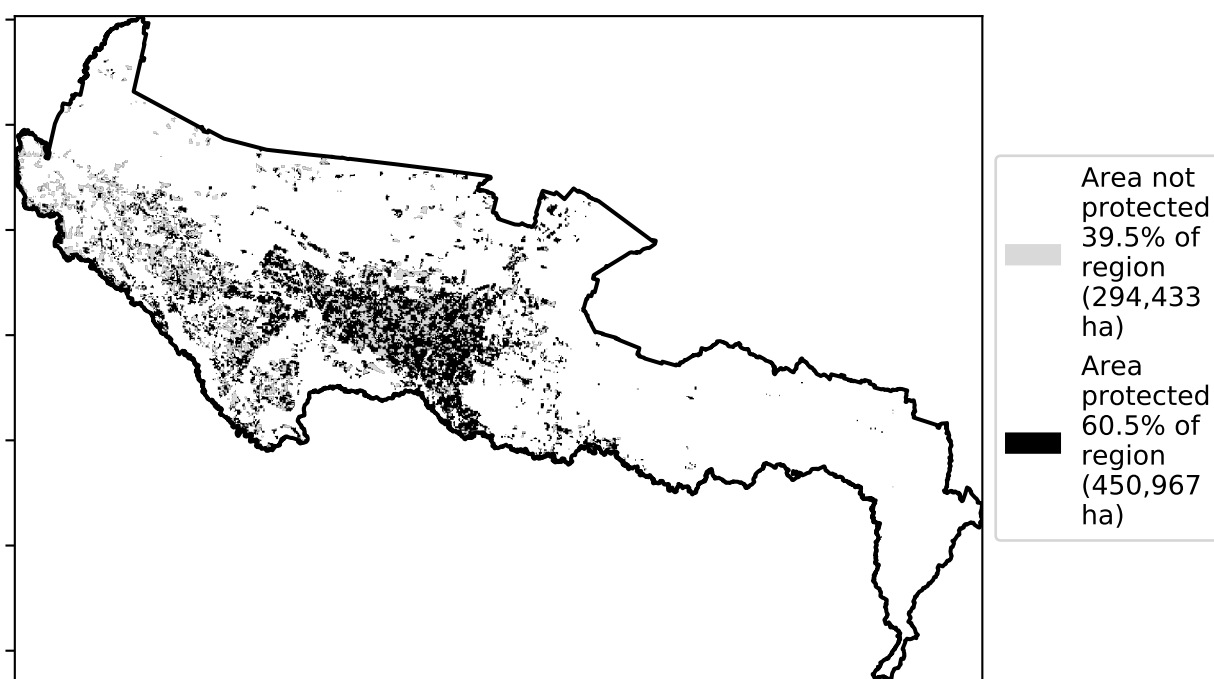 Area not
protected
39.5% of
region
(294,433
ha)
Area
protected
60.5% of
region
(450,967
ha)